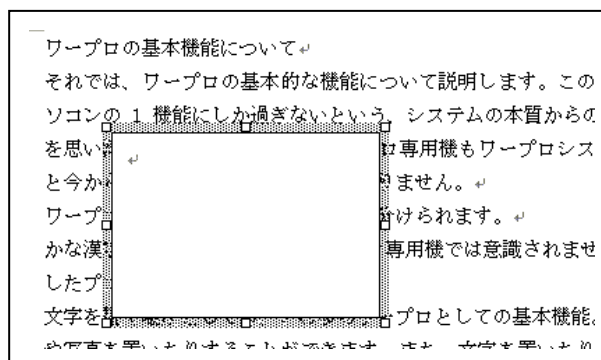 ワープロの基本機能について
それでは、ワープロの基本的な機能について説明します。この
ソコンの 1 機能にしか過ぎないという、システムの本質からの
を思い 専用機もワープロシス
と今か ません。
ワープ けられます。
かな漢 専用機では意識されませ
したプ
文字を プロとしての基本機能。